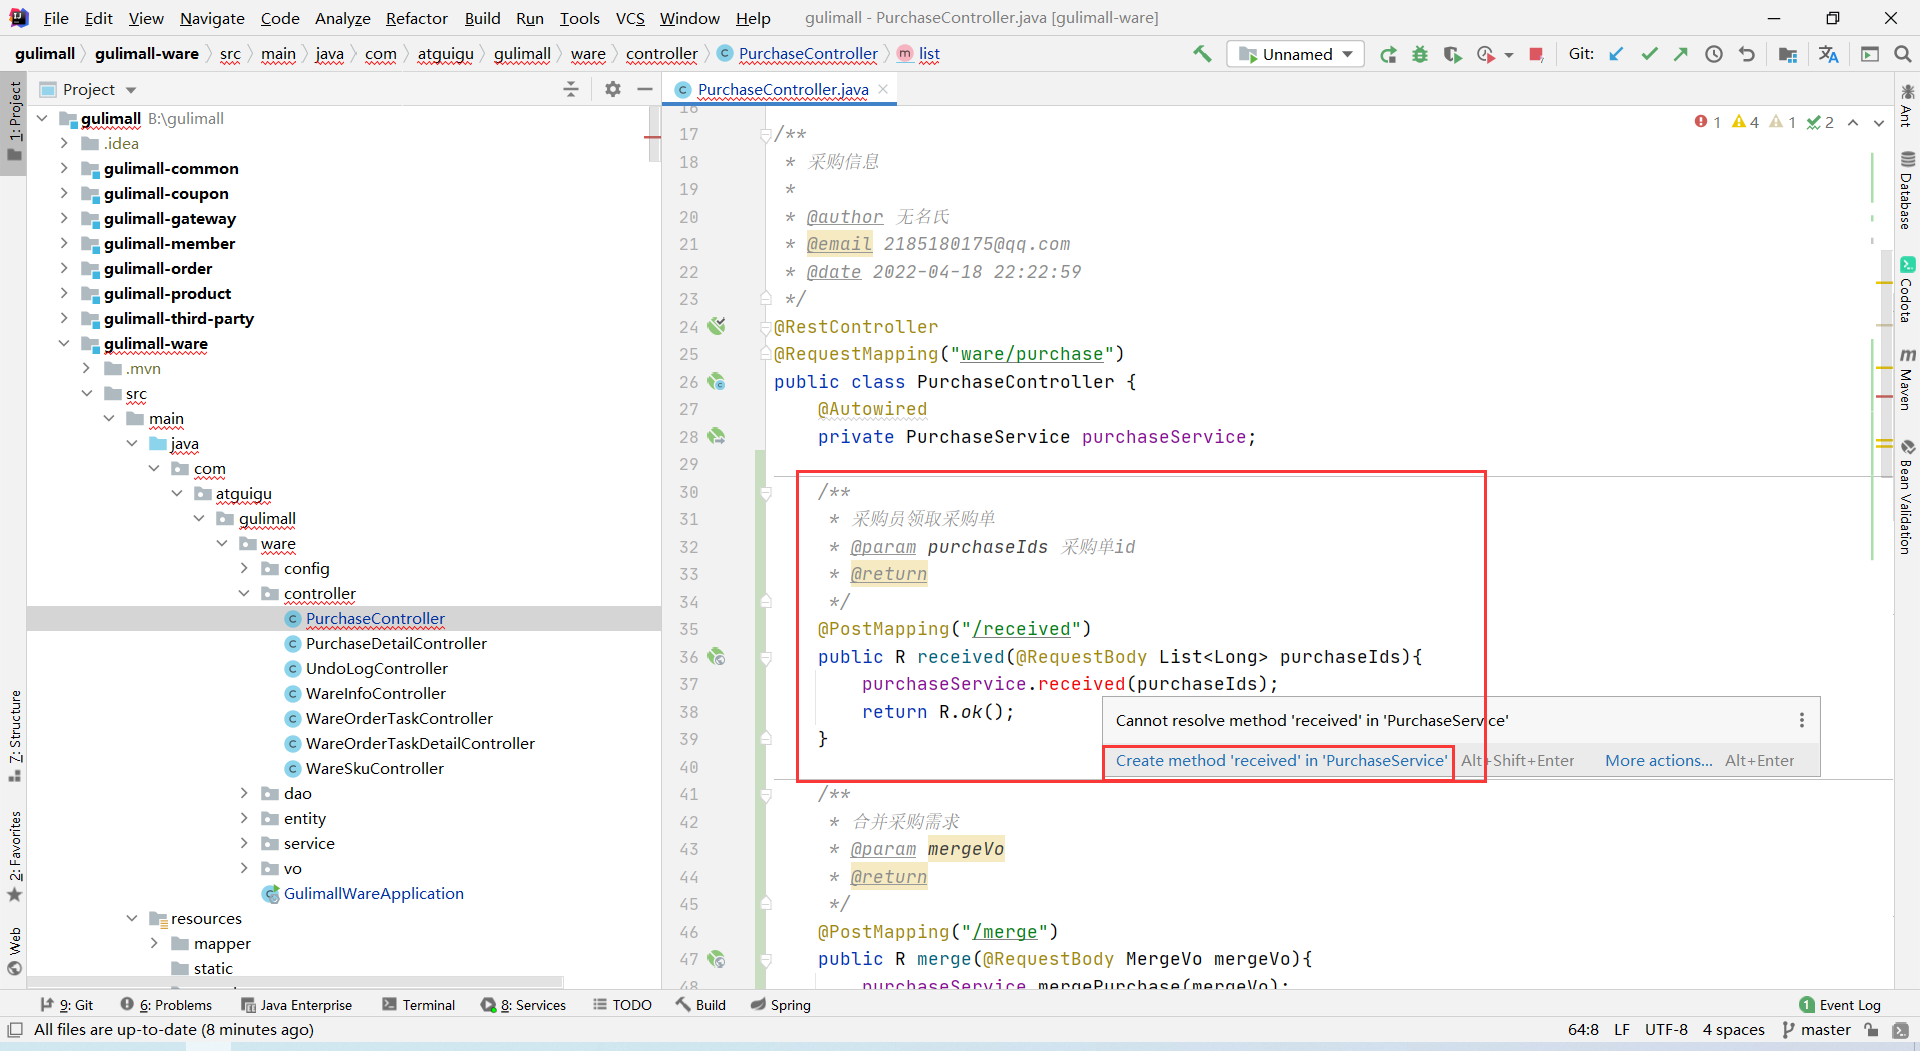 File Edit View Navigate Code Analyze Refactor Build Run Tools VCS Window Help gulimall - PurchaseController.java [gulimall-ware]
gulimall gulimall-ware src main java com atguigu gulimall ware controller PurchaseController list Unnamed Git:
Project
PurchaseController.java
1: Project
7: Structure
2: Favorites
Web
gulimall B:\gulimall
.idea
gulimall-common
gulimall-coupon
gulimall-gateway
gulimall-member
gulimall-order
gulimall-product
gulimall-third-party
gulimall-ware
.mvn
src
main
java
com
atguigu
gulimall
ware
config
controller
PurchaseController
PurchaseDetailController
UndoLogController
WareInfoController
WareOrderTaskController
WareOrderTaskDetailController
WareSkuController
dao
entity
service
vo
GulimallWareApplication
resources
mapper
static
1 4 1 2
16
17 /**
18 * 采购信息
19 *
20 * @author 无名氏
21 * @email 2185180175@qq.com
22 * @date 2022-04-18 22:22:59
23 */
24 @RestController
25 @RequestMapping("ware/purchase")
26 public class PurchaseController {
27 @Autowired
28 private PurchaseService purchaseService;
29
30 /**
31 * 采购员领取采购单
32 * @param purchaseIds 采购单id
33 * @return
34 */
35 @PostMapping("/received")
36 public R received(@RequestBody List<Long> purchaseIds){
37 purchaseService.received(purchaseIds);
38 return R.ok();
39 }
40
41 /**
42 * 合并采购需求
43 * @param mergeVo
44 * @return
45 */
46 @PostMapping("/merge")
47 public R merge(@RequestBody MergeVo mergeVo){
48 purchaseService.mergePurchase(mergeVo);
Cannot resolve method 'received' in 'PurchaseService'
Create method 'received' in 'PurchaseService' Alt+Shift+Enter More actions... Alt+Enter
Ant
Database
Codota
Maven
Bean Validation
9: Git 6: Problems Java Enterprise Terminal 8: Services TODO Build Spring 1 Event Log
All files are up-to-date (8 minutes ago) 64:8 LF UTF-8 4 spaces master